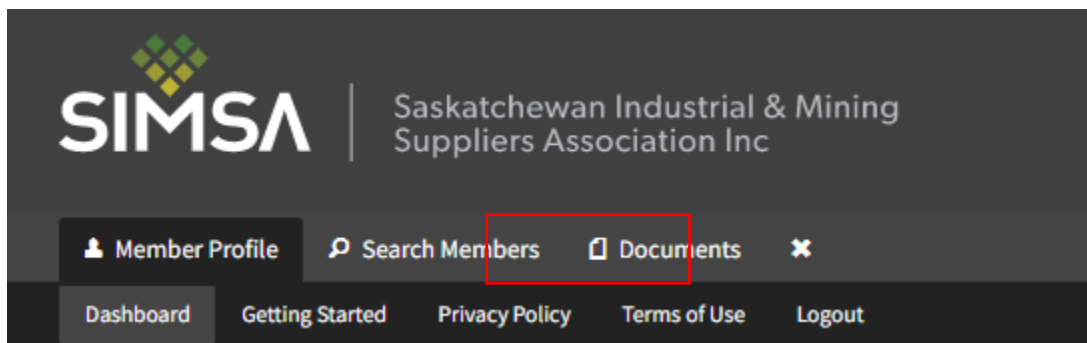 SIMSA
Saskatchewan Industrial & Mining
Suppliers Association Inc
Member Profile Search Members Documents
Dashboard Getting Started Privacy Policy Terms of Use Logout